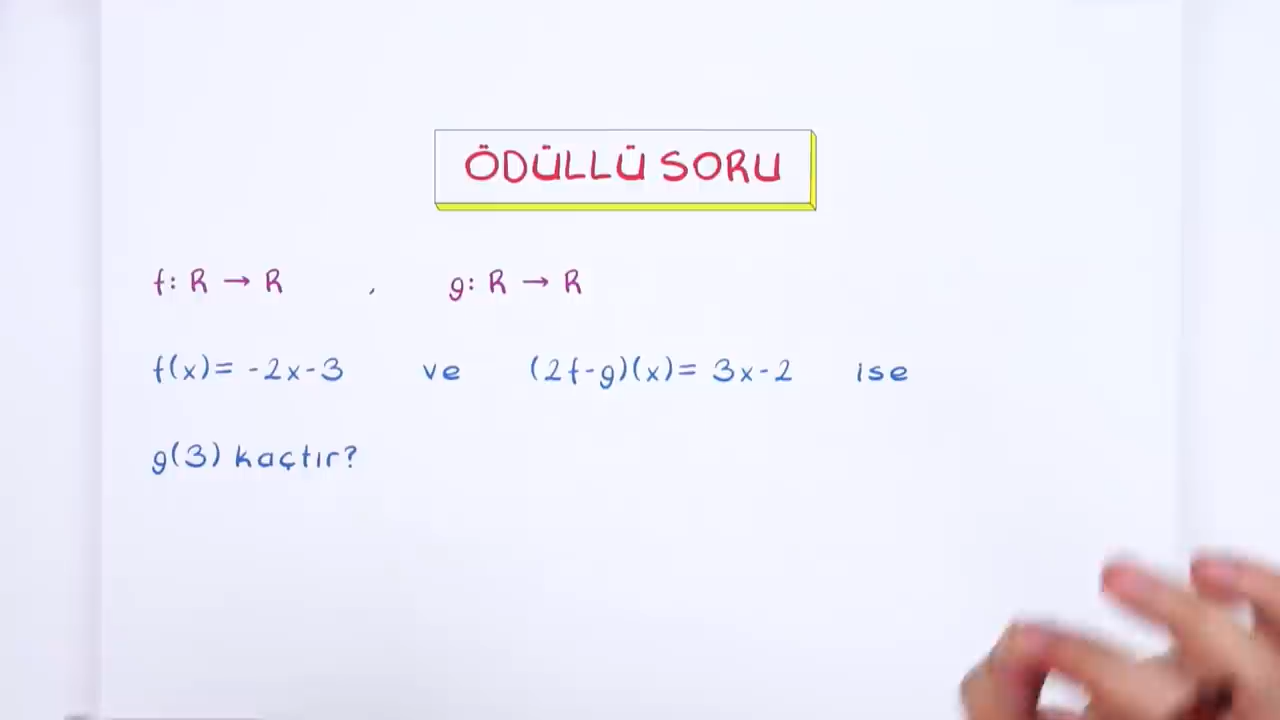 ÖDÜLLÜ SORU
f: R → R , g: R → R
f(x)= -2x-3 ve (2f-g)(x)= 3x-2 ise
g(3) kaçtır?